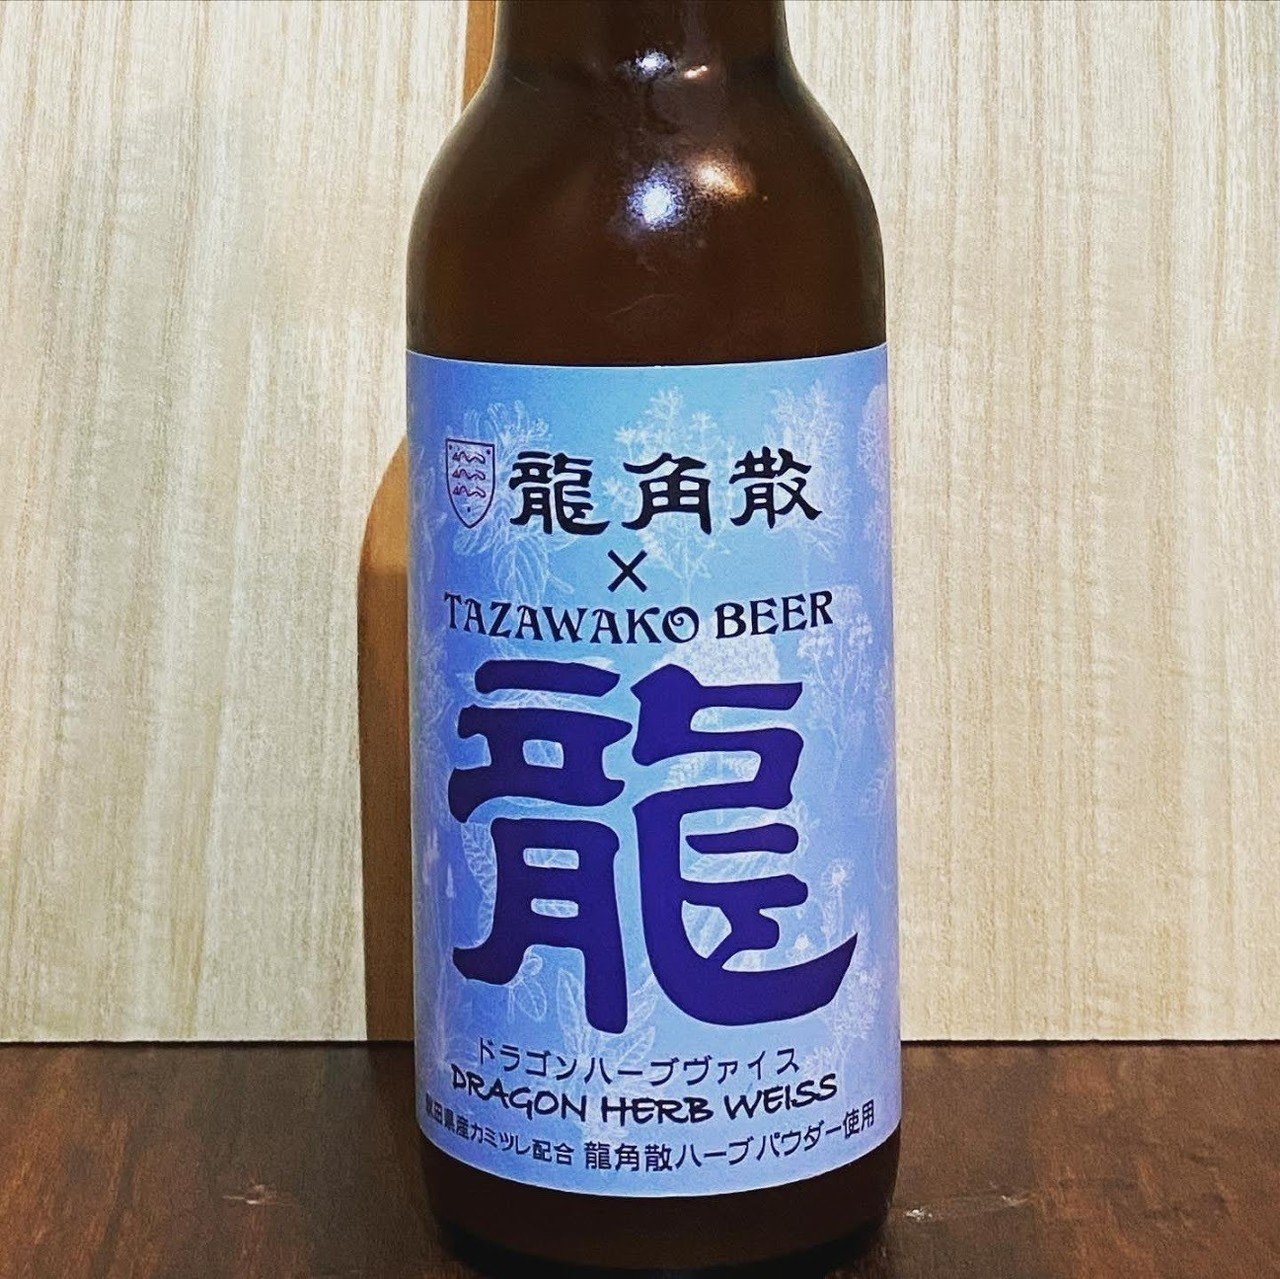 龍角散
×
TAZAWAKO BEER
龍
ドラゴンハーブヴァイス
DRAGON HERB WEISS
秋田県産カミツレ配合 龍角散ハーブパウダー使用